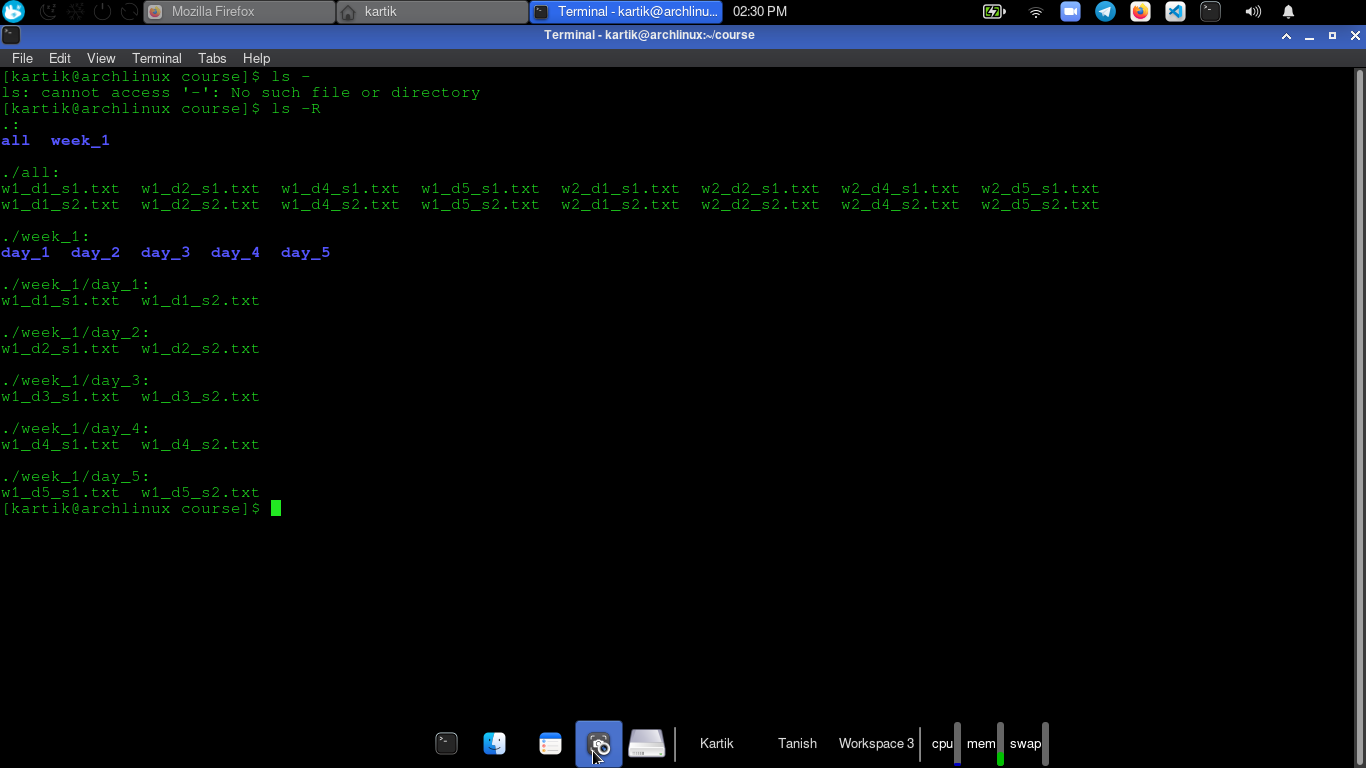 Mozilla Firefox kartik Terminal - kartik@archlinu... 02:30 PM
Terminal - kartik@archlinux:~/course
File Edit View Terminal Tabs Help
[kartik@archlinux course]$ ls -
ls: cannot access '-': No such file or directory
[kartik@archlinux course]$ ls -R
.:
all week_1
./all:
w1_d1_s1.txt w1_d2_s1.txt w1_d4_s1.txt w1_d5_s1.txt w2_d1_s1.txt w2_d2_s1.txt w2_d4_s1.txt w2_d5_s1.txt
w1_d1_s2.txt w1_d2_s2.txt w1_d4_s2.txt w1_d5_s2.txt w2_d1_s2.txt w2_d2_s2.txt w2_d4_s2.txt w2_d5_s2.txt
./week_1:
day_1 day_2 day_3 day_4 day_5
./week_1/day_1:
w1_d1_s1.txt w1_d1_s2.txt
./week_1/day_2:
w1_d2_s1.txt w1_d2_s2.txt
./week_1/day_3:
w1_d3_s1.txt w1_d3_s2.txt
./week_1/day_4:
w1_d4_s1.txt w1_d4_s2.txt
./week_1/day_5:
w1_d5_s1.txt w1_d5_s2.txt
[kartik@archlinux course]$
Kartik Tanish Workspace 3 cpu mem swap